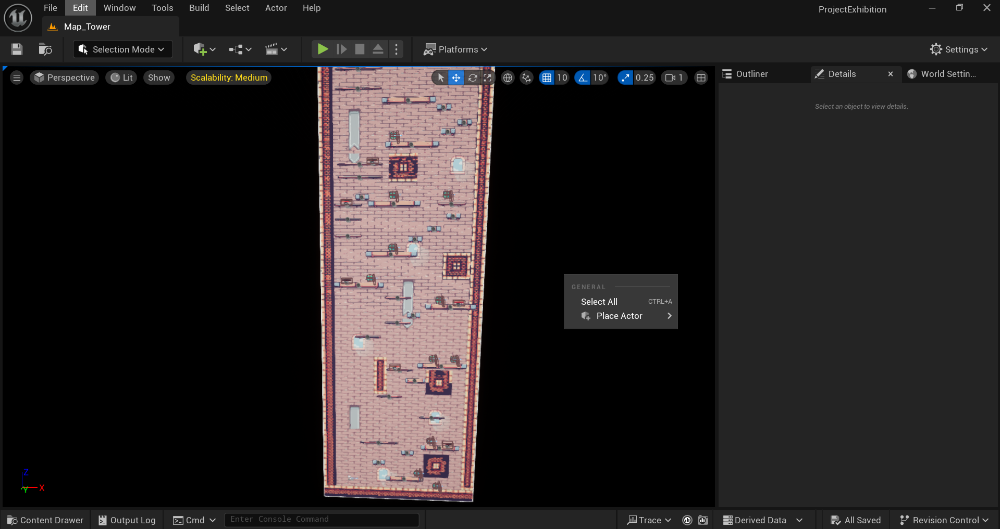 File Edit Window Tools Build Select Actor Help
ProjectExhibition
Map_Tower
Selection Mode
Platforms
Settings
Perspective Lit Show Scalability: Medium
10 10° 0.25 1
Outliner Details World Settin...
Select an object to view details.
GENERAL
Select All CTRL+A
Place Actor
Z
Y X
Content Drawer Output Log Cmd Enter Console Command Trace Derived Data All Saved Revision Control